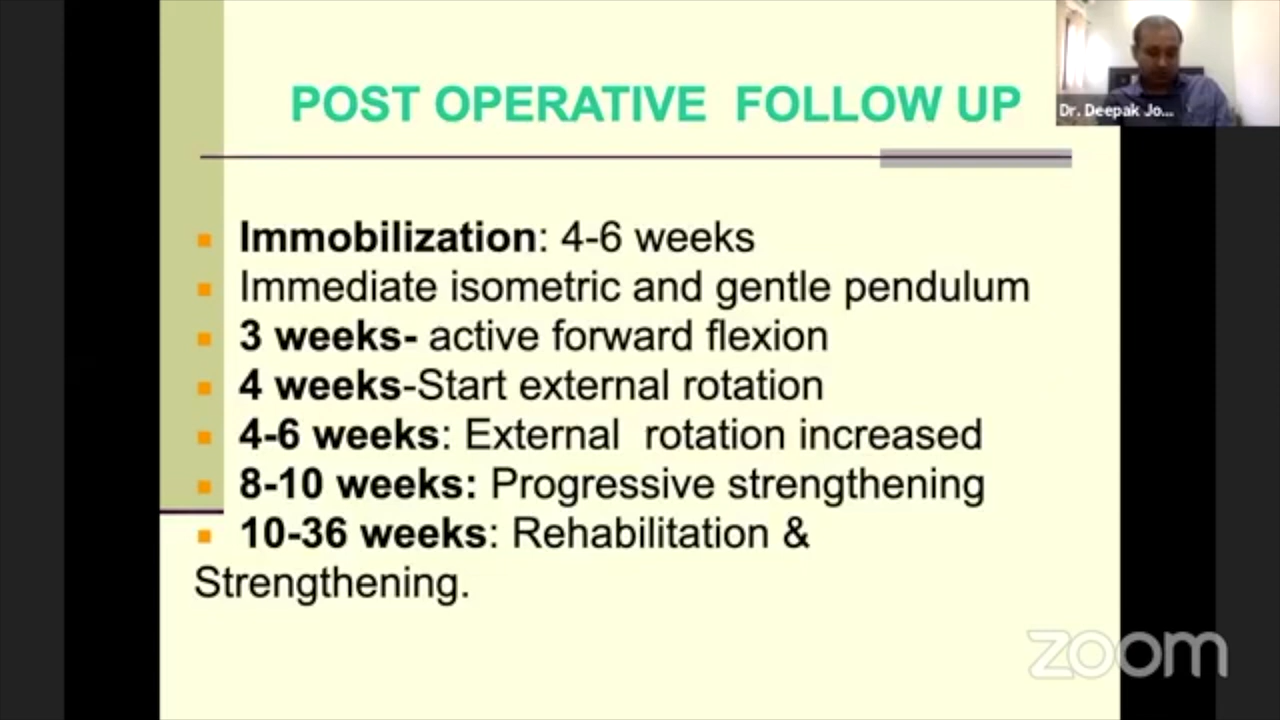 POST OPERATIVE FOLLOW UP
Dr. Deepak Jo...
Immobilization: 4-6 weeks
Immediate isometric and gentle pendulum
3 weeks- active forward flexion
4 weeks-Start external rotation
4-6 weeks: External rotation increased
8-10 weeks: Progressive strengthening
10-36 weeks: Rehabilitation &
Strengthening.
zoom